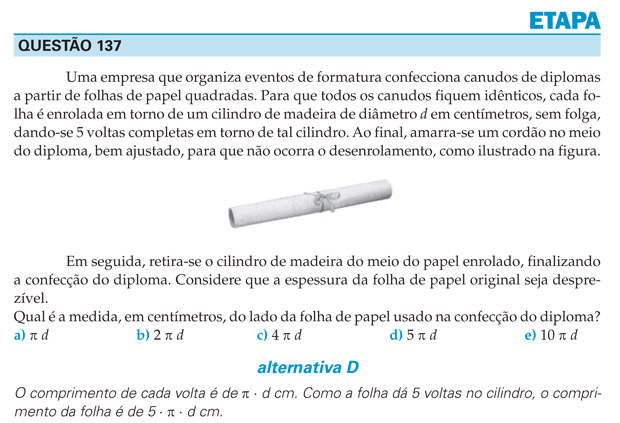 ETAPA
QUESTÃO 137
Uma empresa que organiza eventos de formatura confecciona canudos de diplomas
a partir de folhas de papel quadradas. Para que todos os canudos fiquem idênticos, cada fo-
lha é enrolada em torno de um cilindro de madeira de diâmetro d em centímetros, sem folga,
dando-se 5 voltas completas em torno de tal cilindro. Ao final, amarra-se um cordão no meio
do diploma, bem ajustado, para que não ocorra o desenrolamento, como ilustrado na figura.
Em seguida, retira-se o cilindro de madeira do meio do papel enrolado, finalizando
a confecção do diploma. Considere que a espessura da folha de papel original seja despre-
zível.
Qual é a medida, em centímetros, do lado da folha de papel usado na confecção do diploma?
a) π d b) 2 π d c) 4 π d d) 5 π d e) 10 π d
alternativa D
O comprimento de cada volta é de π · d cm. Como a folha dá 5 voltas no cilindro, o compri-
mento da folha é de 5 · π · d cm.